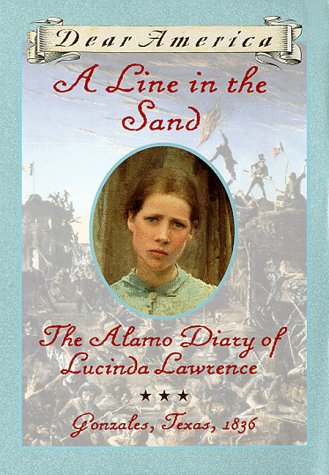 Dear America
A Line in the
Sand
The Alamo Diary of
Lucinda Lawrence
★ ★ ★
Gonzales, Texas, 1836